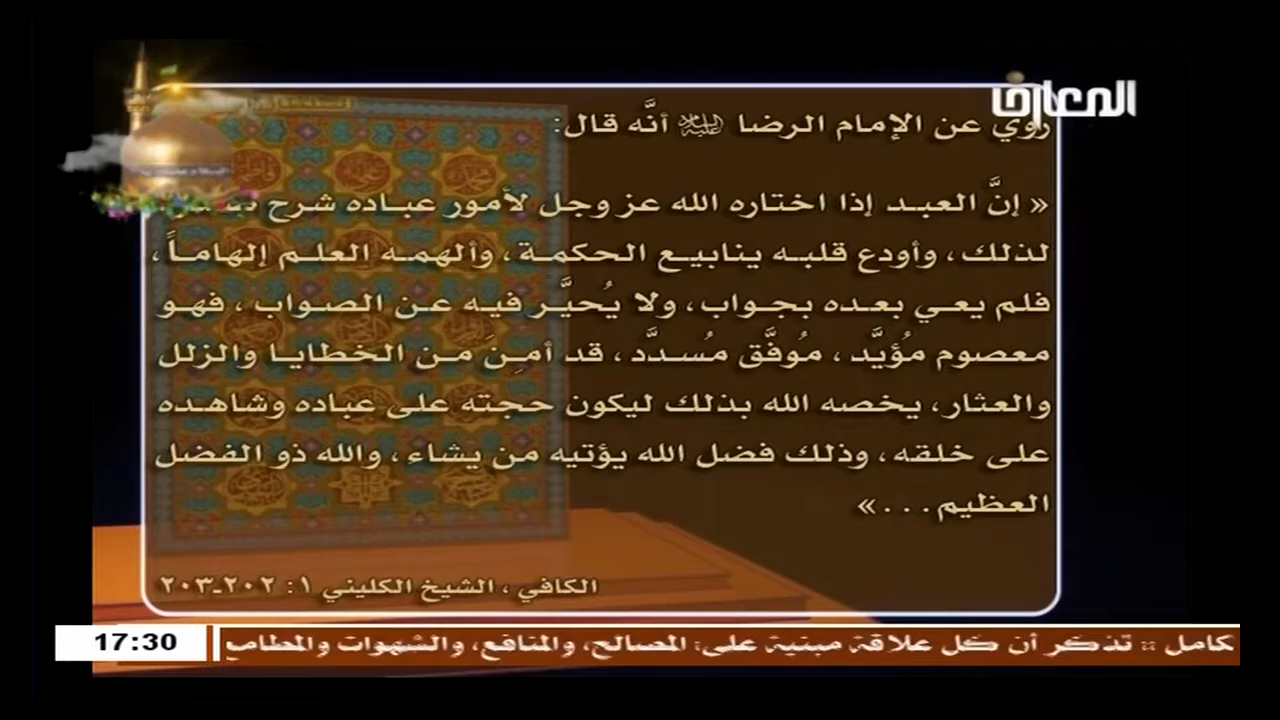 المعارف
روي عن الإمام الرضا عليه السلام أنَّه قال:
« إنَّ العبد إذا اختاره الله عز وجل لأمور عباده شرح
لذلك، وأودع قلبه ينابيع الحكمة، وألهمه العلم إلهاماً،
فلم يعي بعده بجواب، ولا يُحيَّر فيه عن الصواب، فهو
معصوم مُؤيَّد، مُوفَّق مُسدَّد، قد أمِنَ من الخطايا والزلل
والعثار، يخصه الله بذلك ليكون حجته على عباده وشاهده
على خلقه، وذلك فضل الله يؤتيه من يشاء، والله ذو الفضل
العظيم...»
الكافي، الشيخ الكليني ١: ٢٠٢ـ٢٠٣
17:30
كامل :: تذكر أن كل علاقة مبنية على: المصالح، والمنافع، والشهوات والمطامع